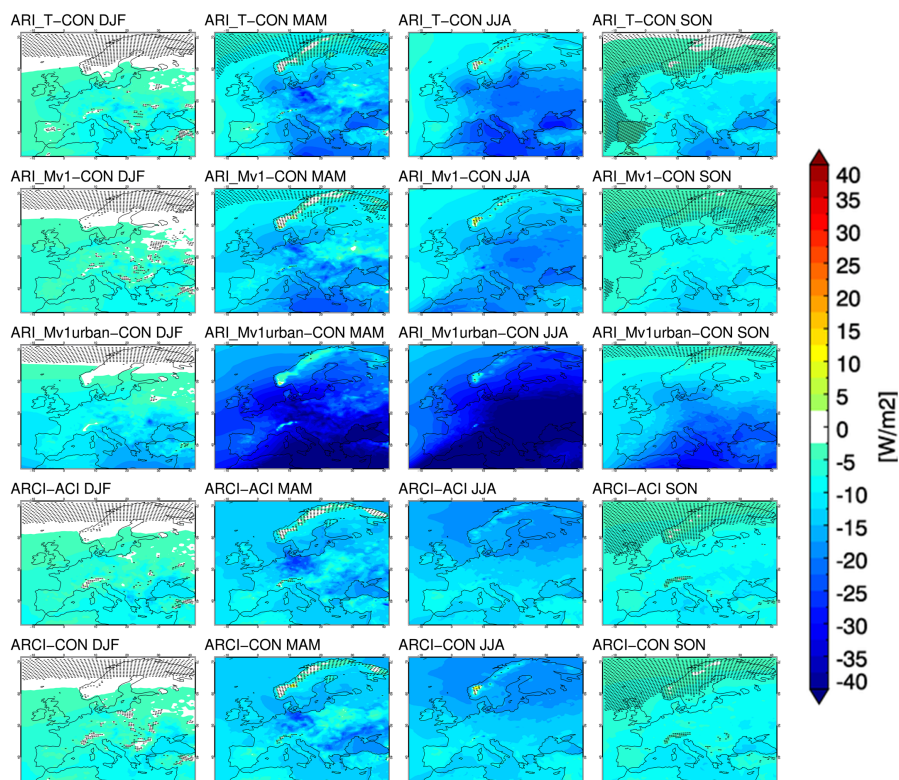 ARI_T−CON DJF
ARI_T−CON MAM
ARI_T−CON JJA
ARI_T−CON SON
ARI_Mv1−CON DJF
ARI_Mv1−CON MAM
ARI_Mv1−CON JJA
ARI_Mv1−CON SON
ARI_Mv1urban−CON DJF
ARI_Mv1urban−CON MAM
ARI_Mv1urban−CON JJA
ARI_Mv1urban−CON SON
ARCI−ACI DJF
ARCI−ACI MAM
ARCI−ACI JJA
ARCI−ACI SON
ARCI−CON DJF
ARCI−CON MAM
ARCI−CON JJA
ARCI−CON SON
40
35
30
25
20
15
10
5
0
-5
-10
-15
-20
-25
-30
-35
-40
[W/m2]